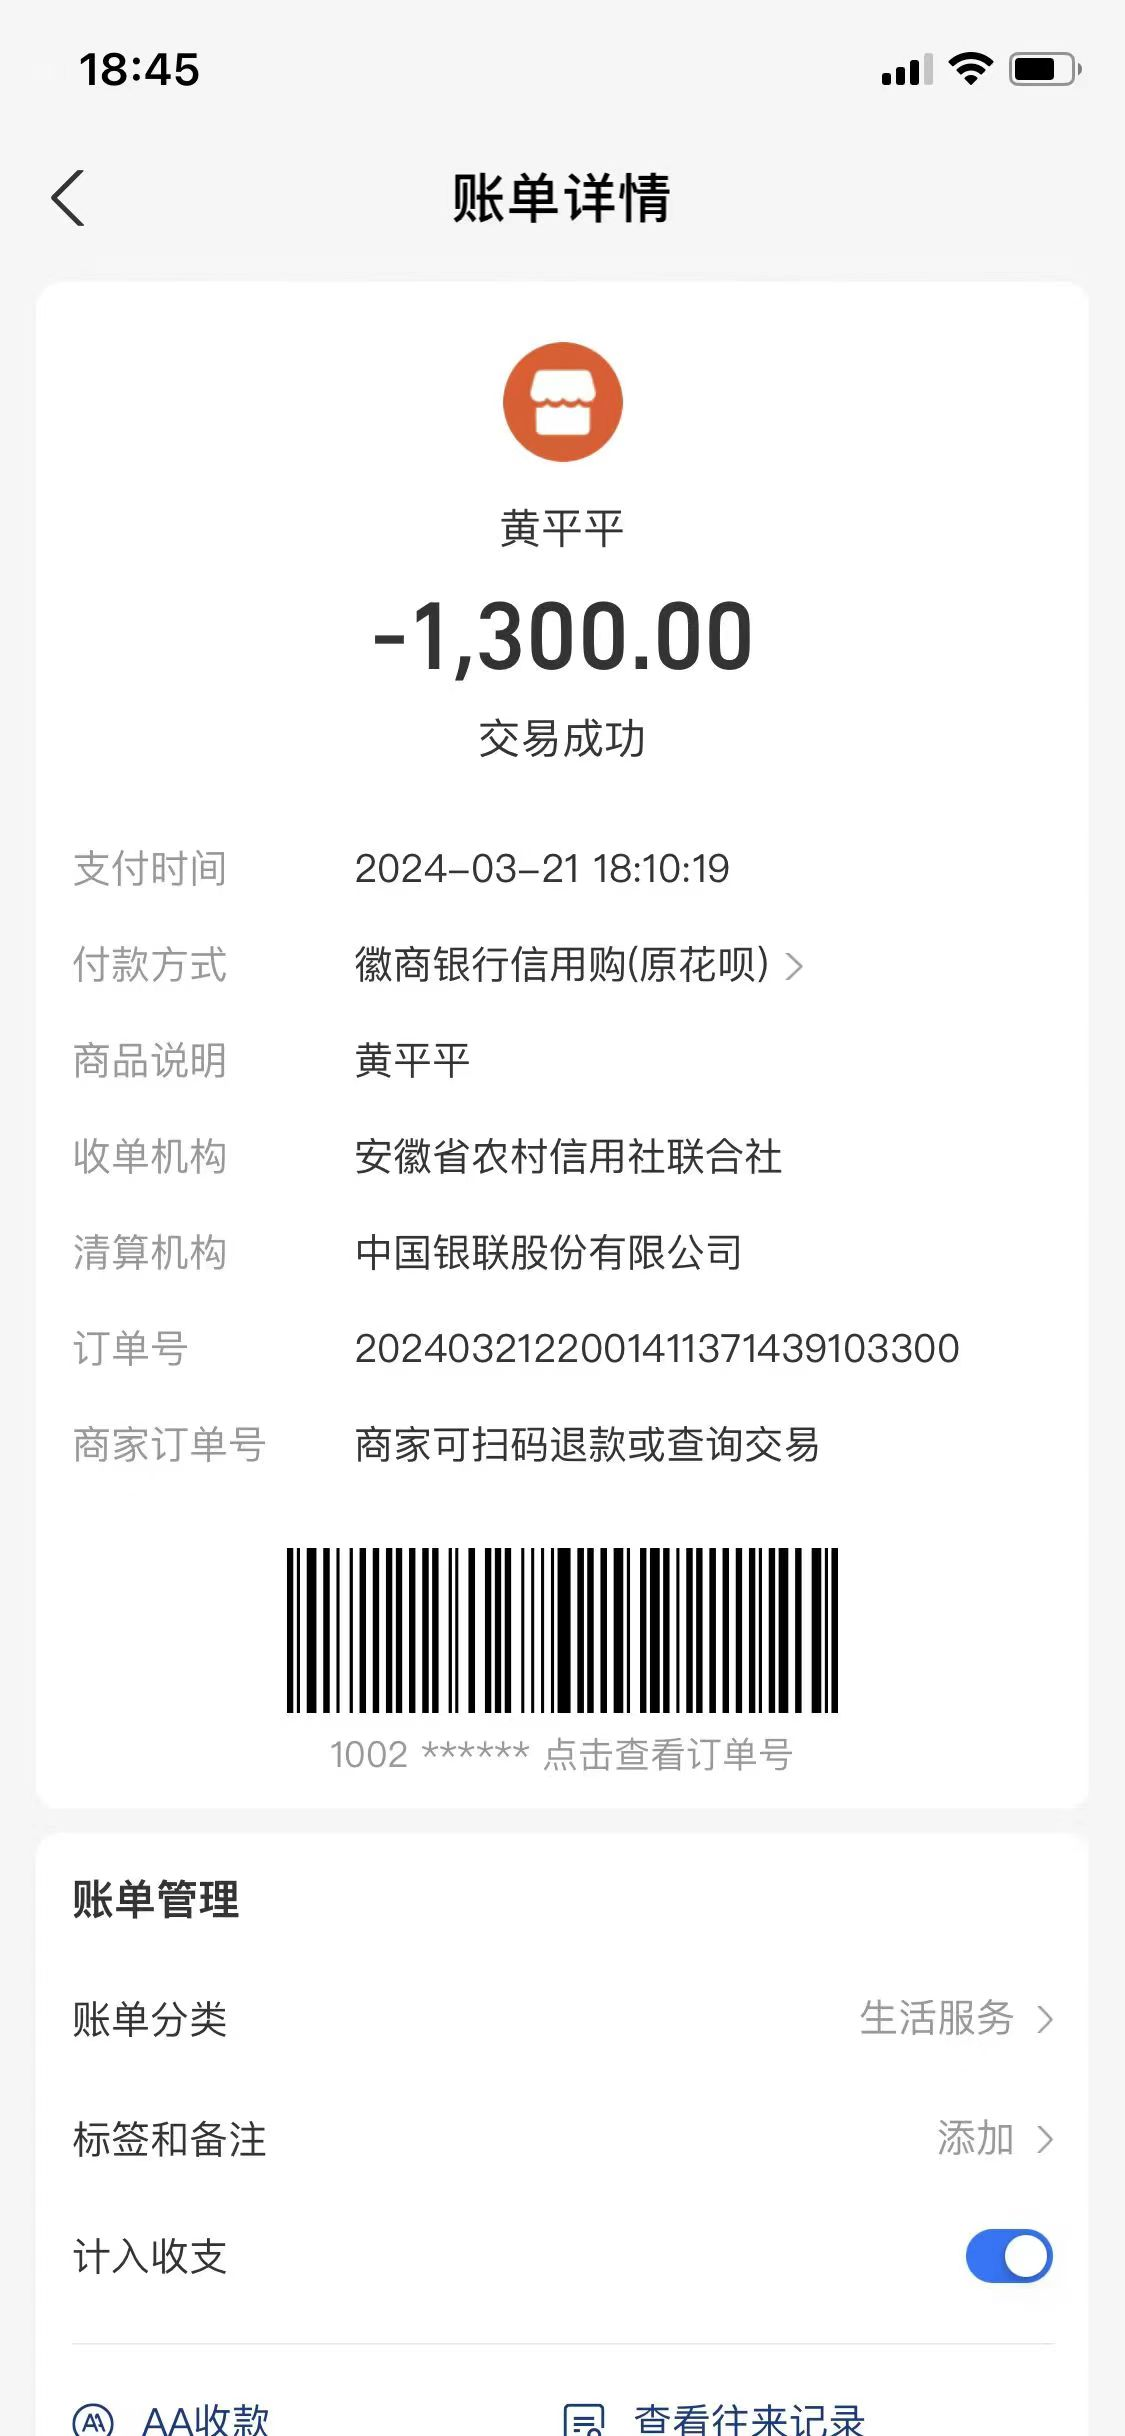 18:45
账单详情
黄平平
-1,300.00
交易成功
支付时间 2024-03-21 18:10:19
付款方式 徽商银行信用购(原花呗)
商品说明 黄平平
收单机构 安徽省农村信用社联合社
清算机构 中国银联股份有限公司
订单号 2024032122001411371439103300
商家订单号 商家可扫码退款或查询交易
1002 ****** 点击查看订单号
账单管理
账单分类 生活服务
标签和备注 添加
计入收支
AA收款 查看往来记录